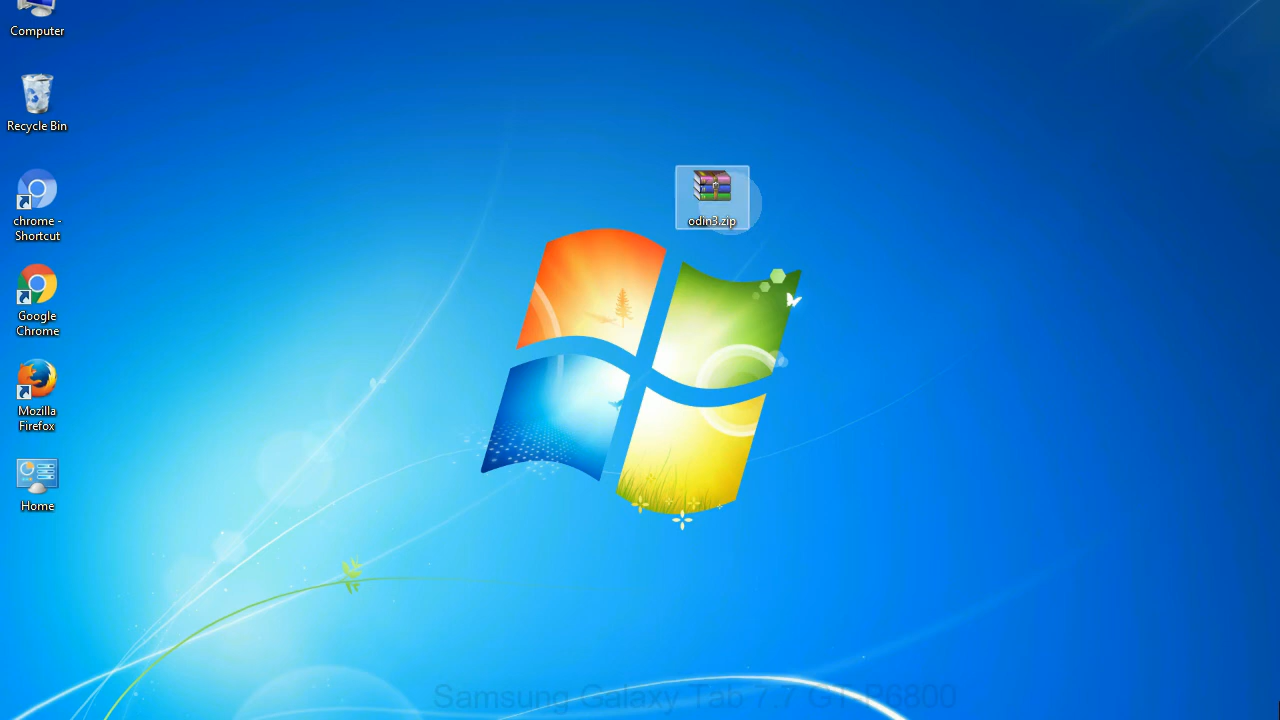 Computer
Recycle Bin
chrome -
Shortcut
Google
Chrome
Mozilla
Firefox
Home
odin3.zip
Samsung Galaxy Tab 7.7 GT-P6800